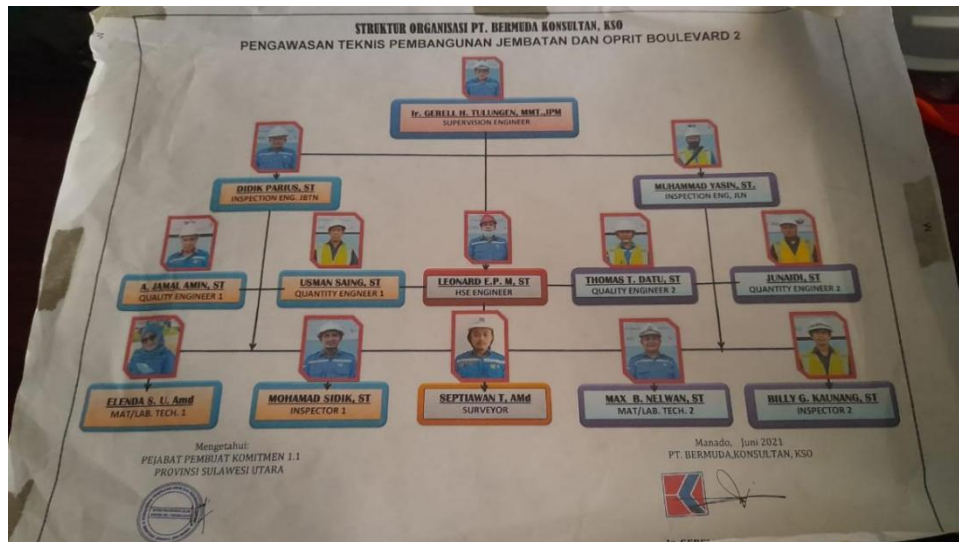 STRUKTUR ORGANISASI PT. BERMUDA KONSULTAN, KSO
PENGAWASAN TEKNIS PEMBANGUNAN JEMBATAN DAN OPRIT BOULEVARD 2
Ir. GERELL H. TULUNGEN, MMT.,IPM
SUPERVISION ENGINEER
DIDIK PARIUS, ST
INSPECTION ENG. JBTN
MUHAMMAD YASIN, ST.
INSPECTION ENG, JLN
A. JAMAL AMIN, ST
QUALITY ENGINEER 1
USMAN SAING, ST
QUANTITY ENGNEER 1
LEONARD E.P. M, ST
HSE ENGINEER
THOMAS T. DATU, ST
QUALITY ENGINEER 2
JUNAIDI, ST
QUANTITY ENGINEER 2
ELENDA S. U. Amd
MAT/LAB. TECH. 1
MOHAMAD SIDIK, ST
INSPECTOR 1
SEPTIAWAN T, AMd
SURVEYOR
MAX B. NELWAN, ST
MAT/LAB. TECH. 2
BILLY G. KAUNANG, ST
INSPECTOR 2
Mengetahui:
PEJABAT PEMBUAT KOMITMEN 1.1
PROVINSI SULAWESI UTARA
Manado, Juni 2021
PT. BERMUDA,KONSULTAN, KSO